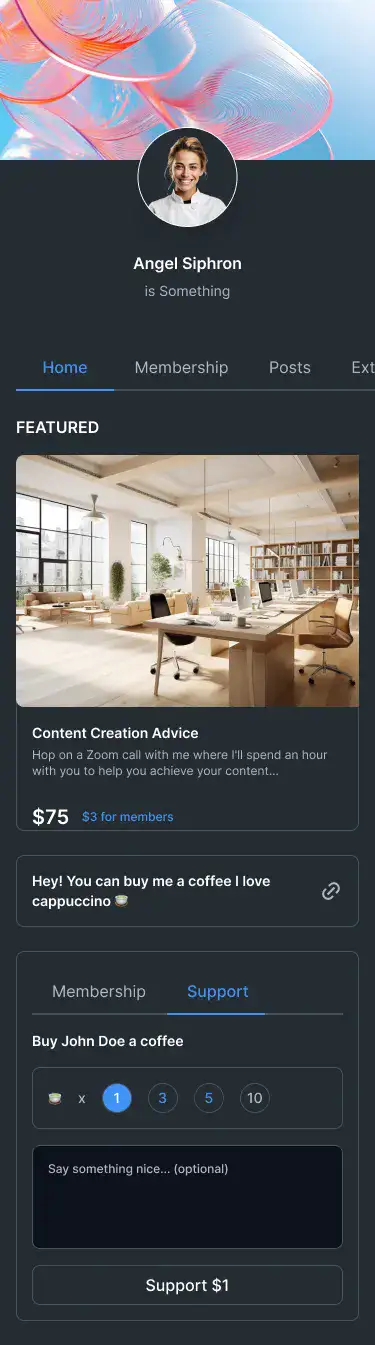 Angel Siphron
is Something
Home Membership Posts Ext
FEATURED
Content Creation Advice
Hop on a Zoom call with me where I'll spend an hour
with you to help you achieve your content...
$75 $3 for members
Hey! You can buy me a coffee I love
cappuccino 🍵
Membership Support
Buy John Doe a coffee
🍵 x 1 3 5 10
Say something nice... (optional)
Support $1